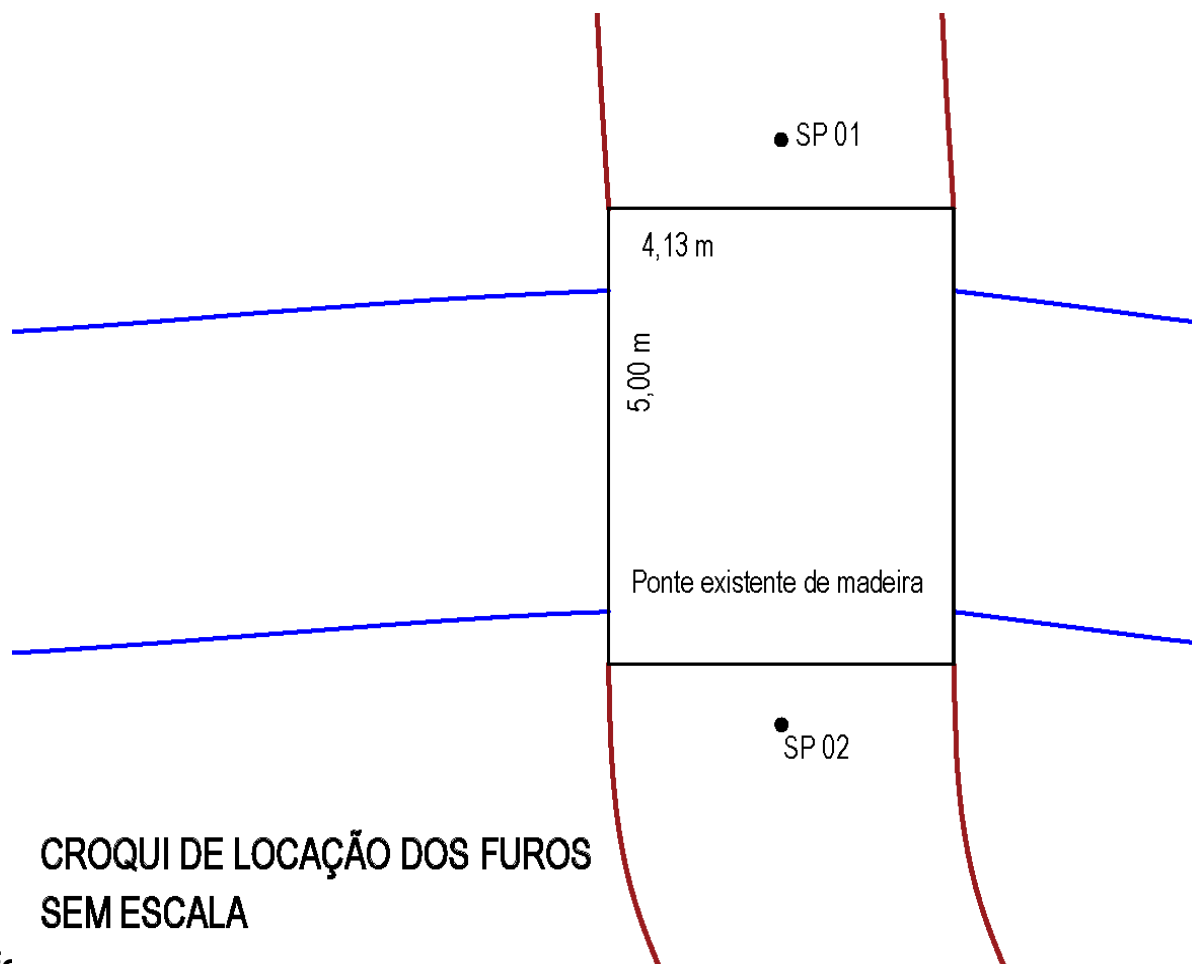 SP 01
4,13 m
5,00 m
Ponte existente de madeira
SP 02
CROQUI DE LOCAÇÃO DOS FUROS
SEM ESCALA